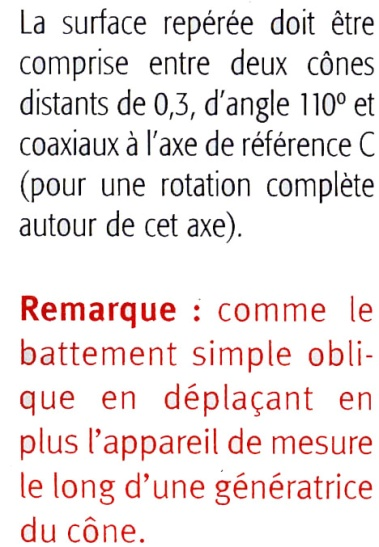 La surface repérée doit être
comprise entre deux cônes
distants de 0,3, d'angle 110º et
coaxiaux à l'axe de référence C
(pour une rotation complète
autour de cet axe).
Remarque : comme le
battement simple obli-
que en déplaçant en
plus l'appareil de mesure
le long d'une génératrice
du cône.